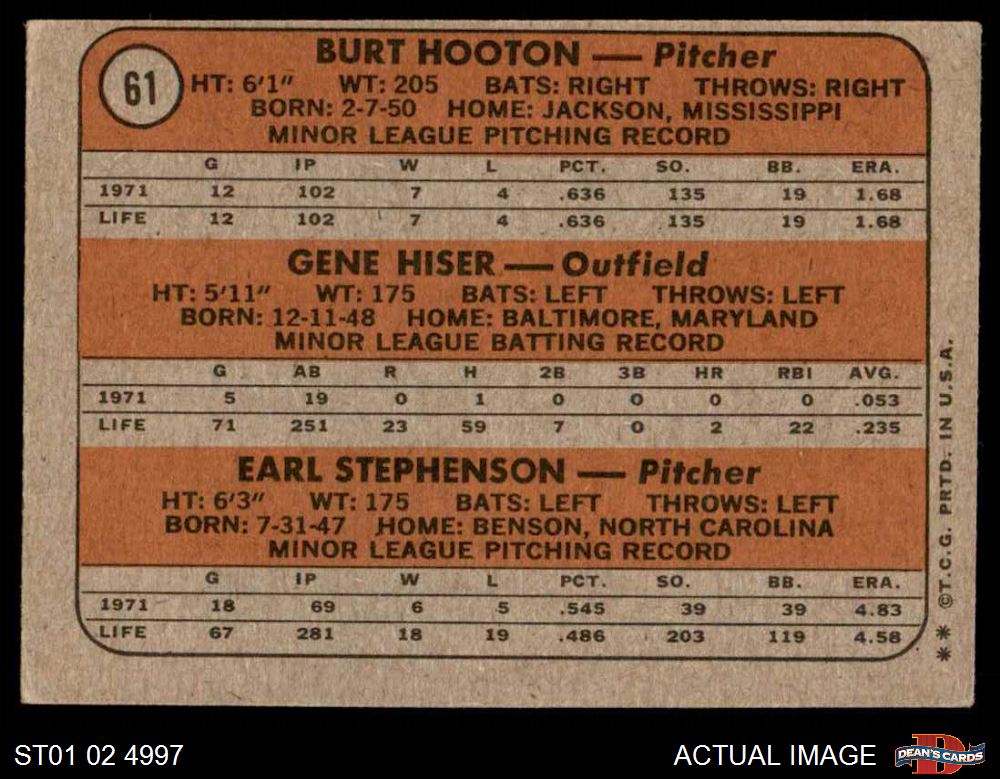 61
BURT HOOTON — Pitcher
HT: 6'1" WT: 205 BATS: RIGHT THROWS: RIGHT
BORN: 2-7-50 HOME: JACKSON, MISSISSIPPI
MINOR LEAGUE PITCHING RECORD
G IP W L PCT. SO. BB. ERA.
1971 12 102 7 4 .636 135 19 1.68
LIFE 12 102 7 4 .636 135 19 1.68
GENE HISER — Outfield
HT: 5'11" WT: 175 BATS: LEFT THROWS: LEFT
BORN: 12-11-48 HOME: BALTIMORE, MARYLAND
MINOR LEAGUE BATTING RECORD
G AB R H 2B 3B HR RBI AVG.
1971 5 19 0 1 0 0 0 0 .053
LIFE 71 251 23 59 7 0 2 22 .235
EARL STEPHENSON — Pitcher
HT: 6'3" WT: 175 BATS: LEFT THROWS: LEFT
BORN: 7-31-47 HOME: BENSON, NORTH CAROLINA
MINOR LEAGUE PITCHING RECORD
G IP W L PCT. SO. BB. ERA.
1971 18 69 6 5 .545 39 39 4.83
LIFE 67 281 18 19 .486 203 119 4.58
** ©T.C.G. PRTD. IN U.S.A.
ST01 02 4997
ACTUAL IMAGE
D
DEAN'S CARDS